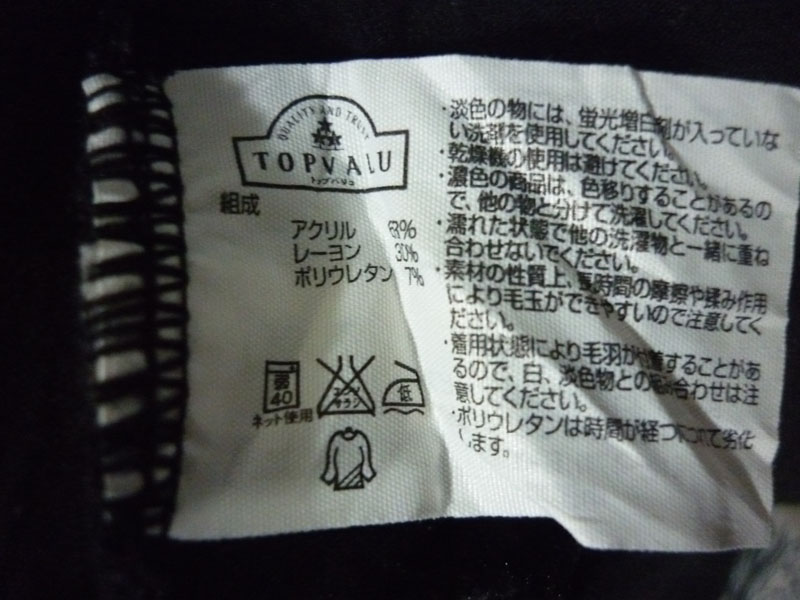 QUALITY AND TRUST
TOPVALU
トップバリュ
組成
アクリル 63%
レーヨン 30%
ポリウレタン 7%
弱
40
ネット使用
エンソ
サラシ
低
・淡色の物には、蛍光増白剤が入っていな
い洗剤を使用してください。
・乾燥機の使用は避けてください。
・濃色の商品は、色移りすることがあるの
で、他の物と分けて洗濯してください。
・濡れた状態で他の洗濯物と一緒に重ね
合わせないでください。
・素材の性質上、長時間の摩擦や揉み作用
により毛玉ができやすいので注意してく
ださい。
・着用状態により毛羽が付着することがあ
るので、白、淡色物との組み合わせは注
意してください。
・ポリウレタンは時間が経つにつれて劣化
します。